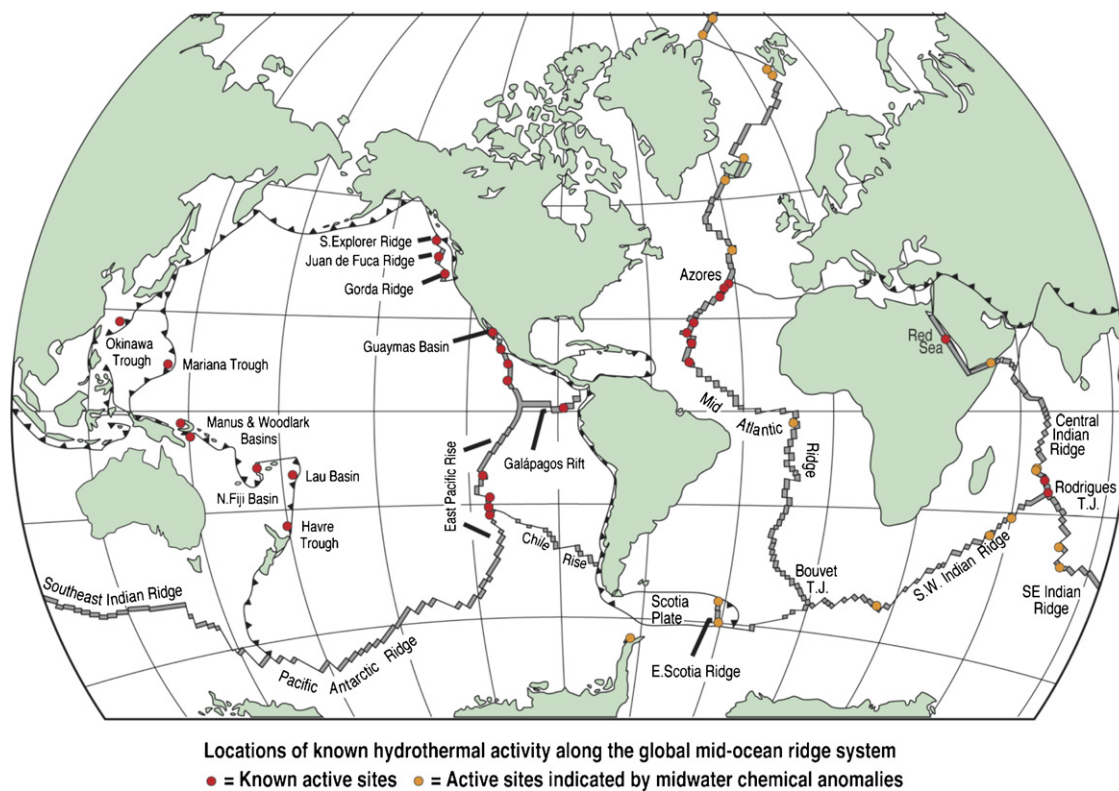 S.Explorer Ridge
Juan de Fuca Ridge
Gorda Ridge
Azores
Okinawa
Trough
Mariana Trough
Guaymas Basin
Red
Sea
Manus & Woodlark
Basins
Mid
Atlantic
Ridge
Galápagos Rift
Central
Indian
Ridge
Lau Basin
N.Fiji Basin
East Pacific Rise
Rodrigues
T.J.
Havre
Trough
Chile
Rise
Bouvet
T.J.
S.W. Indian Ridge
SE Indian
Ridge
Southeast Indian Ridge
Scotia
Plate
E.Scotia Ridge
Pacific Antarctic Ridge
Locations of known hydrothermal activity along the global mid-ocean ridge system
= Known active sites = Active sites indicated by midwater chemical anomalies